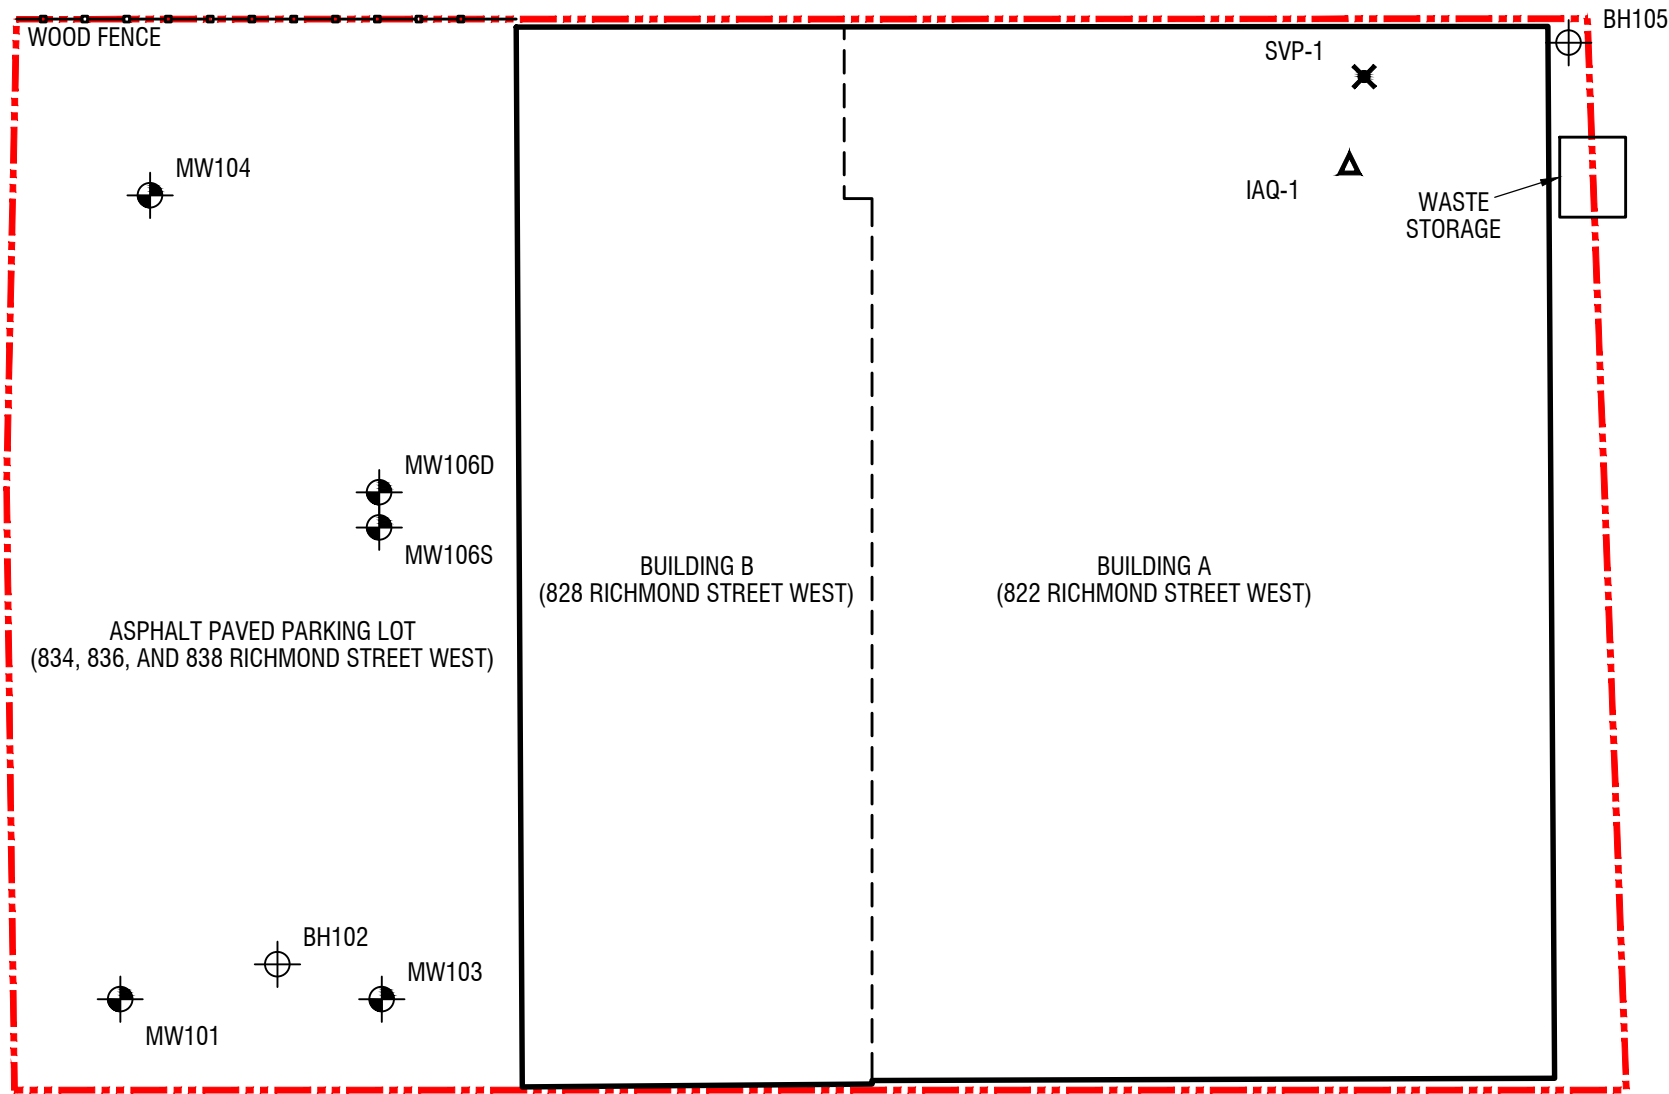 BH105
WOOD FENCE
SVP-1
MW104
IAQ-1
WASTE
STORAGE
MW106D
MW106S
BUILDING B
(828 RICHMOND STREET WEST)
BUILDING A
(822 RICHMOND STREET WEST)
ASPHALT PAVED PARKING LOT
(834, 836, AND 838 RICHMOND STREET WEST)
BH102
MW103
MW101